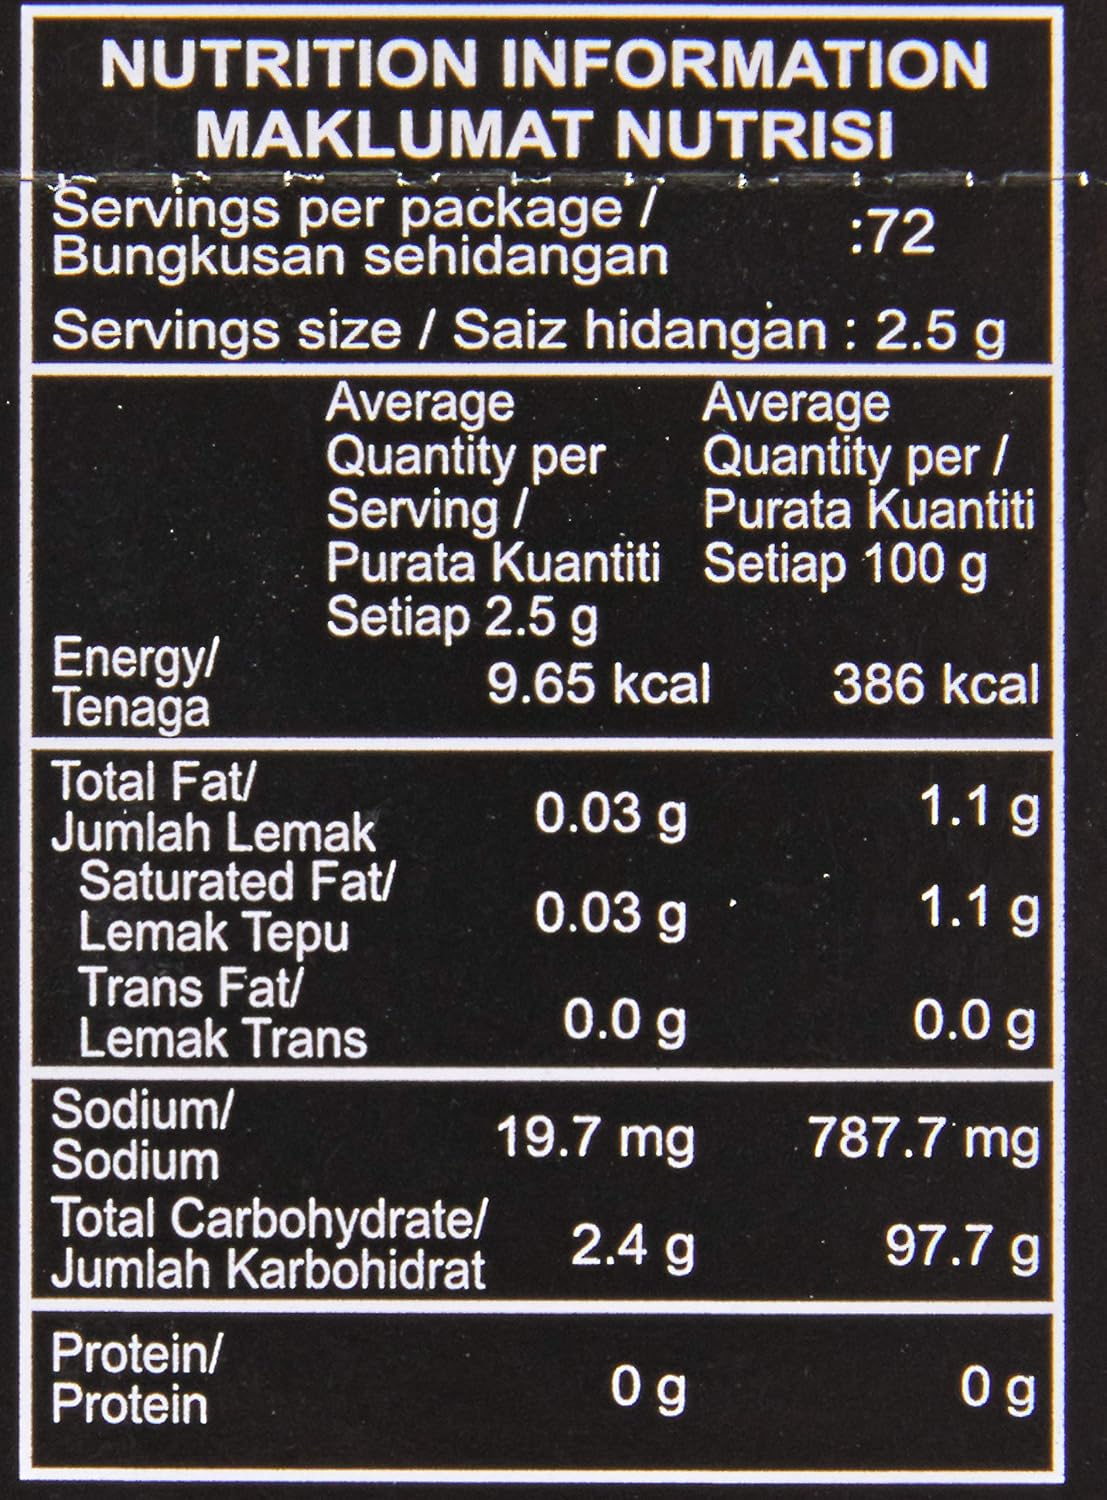 NUTRITION INFORMATION
MAKLUMAT NUTRISI
Servings per package /
Bungkusan sehidangan
:72
Servings size / Saiz hidangan : 2.5 g
Average
Quantity per
Serving /
Purata Kuantiti
Setiap 2.5 g
Average
Quantity per /
Purata Kuantiti
Setiap 100 g
Energy/
Tenaga
9.65 kcal
386 kcal
Total Fat/
Jumlah Lemak
0.03 g
1.1 g
Saturated Fat/
Lemak Tepu
0.03 g
1.1 g
Trans Fat/
Lemak Trans
0.0 g
0.0 g
Sodium/
Sodium
19.7 mg
787.7 mg
Total Carbohydrate/
Jumlah Karbohidrat
2.4 g
97.7 g
Protein/
Protein
0 g
0 g